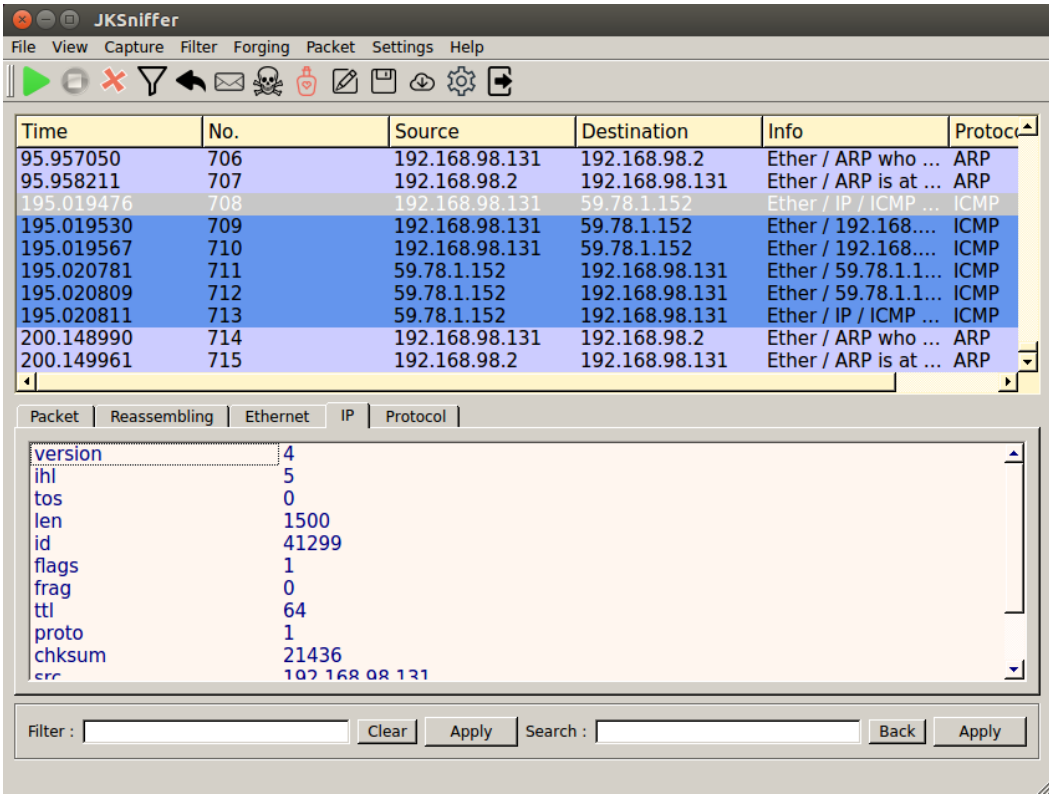 JKSniffer
File View Capture Filter Forging Packet Settings Help
Time No. Source Destination Info Protoc
95.957050 706 192.168.98.131 192.168.98.2 Ether / ARP who ... ARP
95.958211 707 192.168.98.2 192.168.98.131 Ether / ARP is at ... ARP
195.019476 708 192.168.98.131 59.78.1.152 Ether / IP / ICMP ... ICMP
195.019530 709 192.168.98.131 59.78.1.152 Ether / 192.168.... ICMP
195.019567 710 192.168.98.131 59.78.1.152 Ether / 192.168.... ICMP
195.020781 711 59.78.1.152 192.168.98.131 Ether / 59.78.1.1... ICMP
195.020809 712 59.78.1.152 192.168.98.131 Ether / 59.78.1.1... ICMP
195.020811 713 59.78.1.152 192.168.98.131 Ether / IP / ICMP ... ICMP
200.148990 714 192.168.98.131 192.168.98.2 Ether / ARP who ... ARP
200.149961 715 192.168.98.2 192.168.98.131 Ether / ARP is at ... ARP
Packet Reassembling Ethernet IP Protocol
version 4
ihl 5
tos 0
len 1500
id 41299
flags 1
frag 0
ttl 64
proto 1
chksum 21436
src 192.168.98.131
Filter : Clear Apply Search : Back Apply